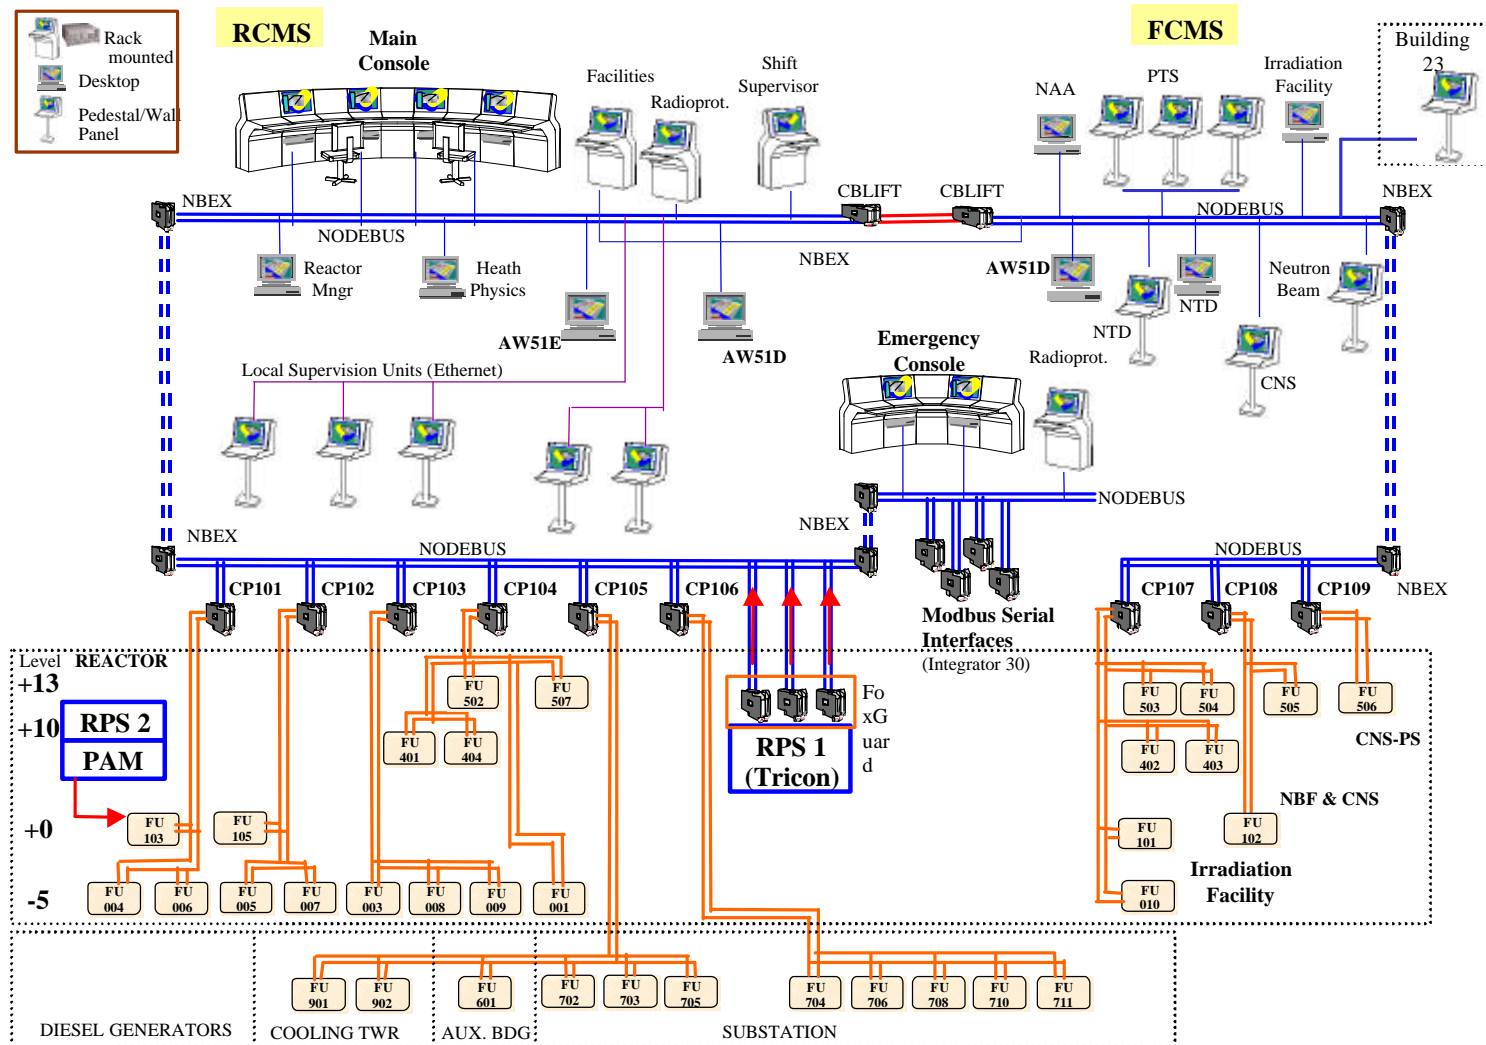 Rack
mounted
Desktop
Pedestal/Wall
Panel
RCMS
Main
Console
Facilities
Radioprot.
Shift
Supervisor
FCMS
NAA
PTS
Irradiation
Facility
Building
23
NBEX
NODEBUS
CBLIFT
CBLIFT
NBEX
NODEBUS
NBEX
Reactor
Mngr
Heath
Physics
AW51E
AW51D
AW51D
NTD
NTD
CNS
Neutron
Beam
Local Supervision Units (Ethernet)
Emergency
Console
Radioprot.
NODEBUS
NBEX
NBEX
NODEBUS
NODEBUS
NBEX
CP101
CP102
CP103
CP104
CP105
CP106
CP107
CP108
CP109
Modbus Serial
Interfaces
(Integrator 30)
Level
REACTOR
+13
+10
+0
-5
RPS 2
PAM
RPS 1
(Tricon)
Fo
xG
uar
d
FU
502
FU
507
FU
401
FU
404
FU
103
FU
105
FU
004
FU
006
FU
005
FU
007
FU
003
FU
008
FU
009
FU
001
FU
503
FU
504
FU
505
FU
506
FU
402
FU
403
CNS-PS
NBF & CNS
FU
101
FU
102
FU
010
Irradiation
Facility
FU
901
FU
902
FU
601
FU
702
FU
703
FU
705
FU
704
FU
706
FU
708
FU
710
FU
711
DIESEL GENERATORS
COOLING TWR
AUX. BDG
SUBSTATION